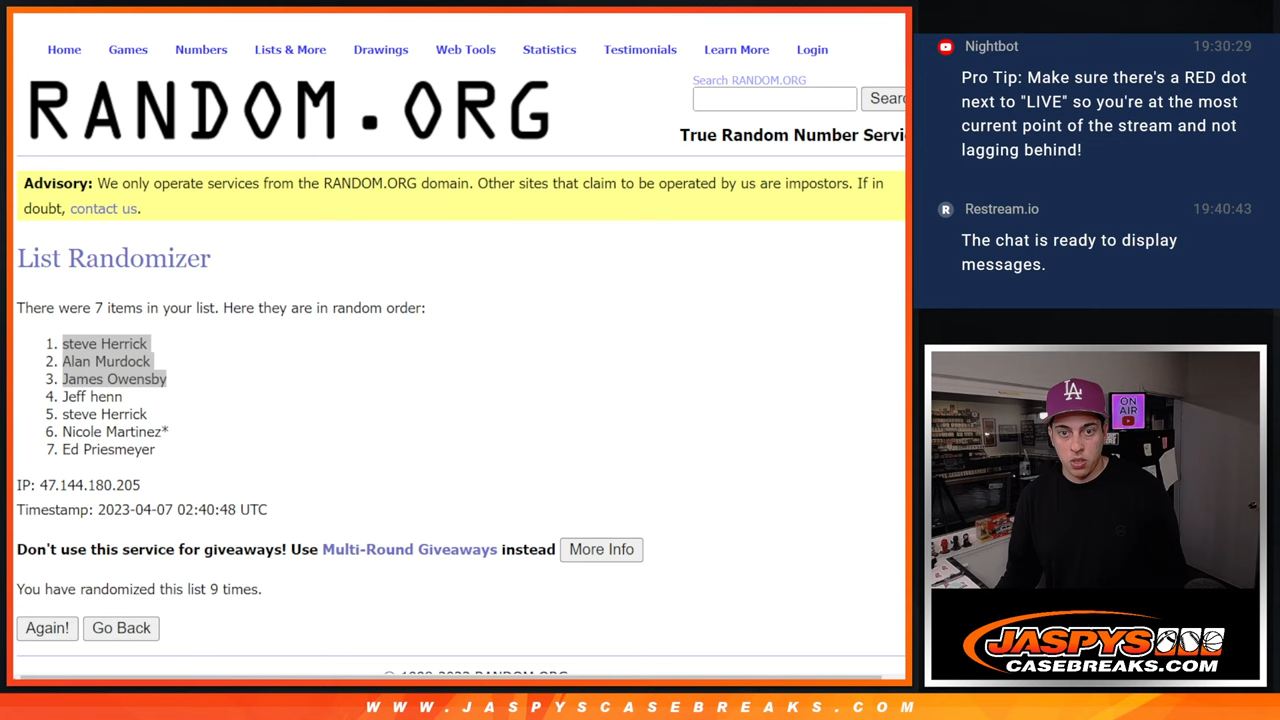 Home Games Numbers Lists & More Drawings Web Tools Statistics Testimonials Learn More Login
RANDOM.ORG
Search RANDOM.ORG
Searc
True Random Number Servi
Advisory: We only operate services from the RANDOM.ORG domain. Other sites that claim to be operated by us are impostors. If in
doubt, contact us.
List Randomizer
There were 7 items in your list. Here they are in random order:
1. steve Herrick
2. Alan Murdock
3. James Owensby
4. Jeff henn
5. steve Herrick
6. Nicole Martinez*
7. Ed Priesmeyer
IP: 47.144.180.205
Timestamp: 2023-04-07 02:40:48 UTC
Don't use this service for giveaways! Use Multi-Round Giveaways instead More Info
You have randomized this list 9 times.
Again! Go Back
Nightbot 19:30:29
Pro Tip: Make sure there's a RED dot
next to "LIVE" so you're at the most
current point of the stream and not
lagging behind!
R Restream.io 19:40:43
The chat is ready to display
messages.
LA
ON
AIR
JASPYS
CASEBREAKS.COM
WWW.JASPYSCASEBREAKS.COM